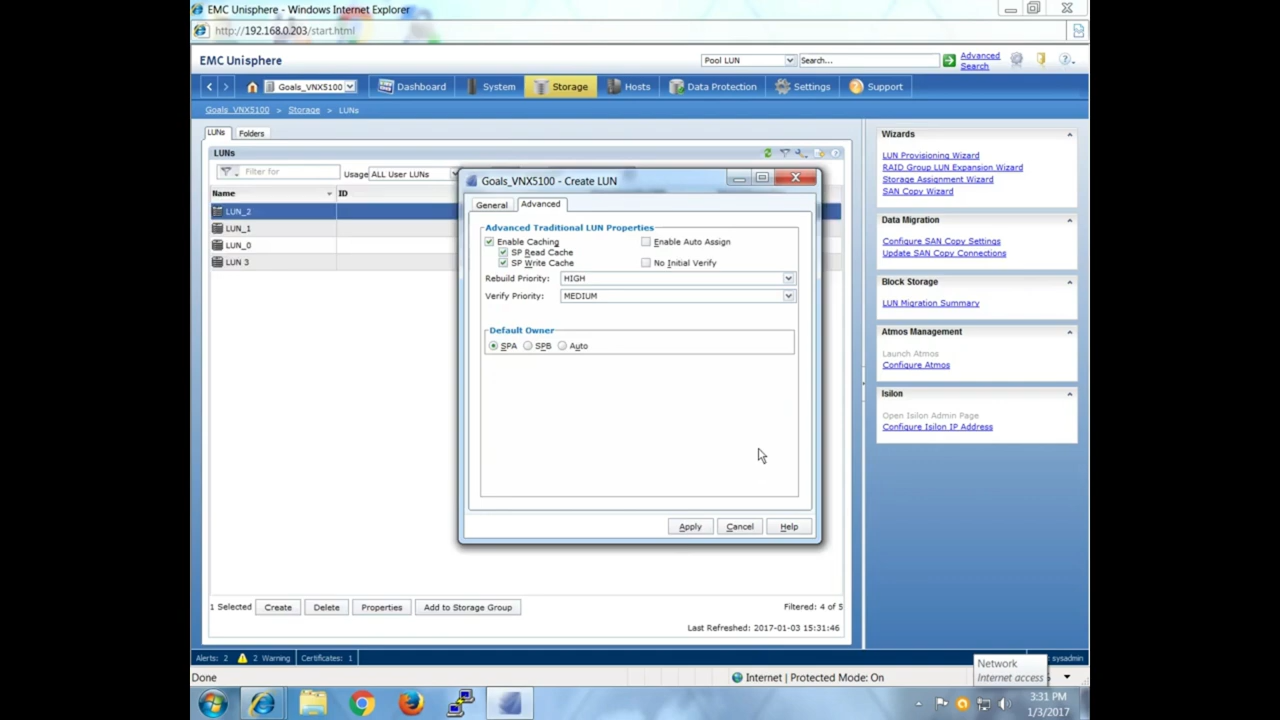 EMC Unisphere - Windows Internet Explorer
http://192.168.0.203/start.html
EMC Unisphere
Pool LUN
Search...
Advanced Search
Goals_VNX5100
Dashboard
System
Storage
Hosts
Data Protection
Settings
Support
Goals_VNX5100 > Storage > LUNs
LUNs
Folders
LUNs
Filter for
Usage ALL User LUNs
Name
ID
LUN_2
LUN_1
LUN_0
LUN 3
Goals_VNX5100 - Create LUN
General
Advanced
Advanced Traditional LUN Properties
Enable Caching
Enable Auto Assign
SP Read Cache
SP Write Cache
No Initial Verify
Rebuild Priority: HIGH
Verify Priority: MEDIUM
Default Owner
SPA SPB Auto
Apply Cancel Help
1 Selected Create Delete Properties Add to Storage Group
Filtered: 4 of 5
Last Refreshed: 2017-01-03 15:31:46
Wizards
LUN Provisioning Wizard
RAID Group LUN Expansion Wizard
Storage Assignment Wizard
SAN Copy Wizard
Data Migration
Configure SAN Copy Settings
Update SAN Copy Connections
Block Storage
LUN Migration Summary
Atmos Management
Launch Atmos
Configure Atmos
Isilon
Open Isilon Admin Page
Configure Isilon IP Address
Alerts: 2
2 Warning
Certificates: 1
sysadmin
Done
Internet | Protected Mode: On
Network
Internet access
3:31 PM
1/3/2017